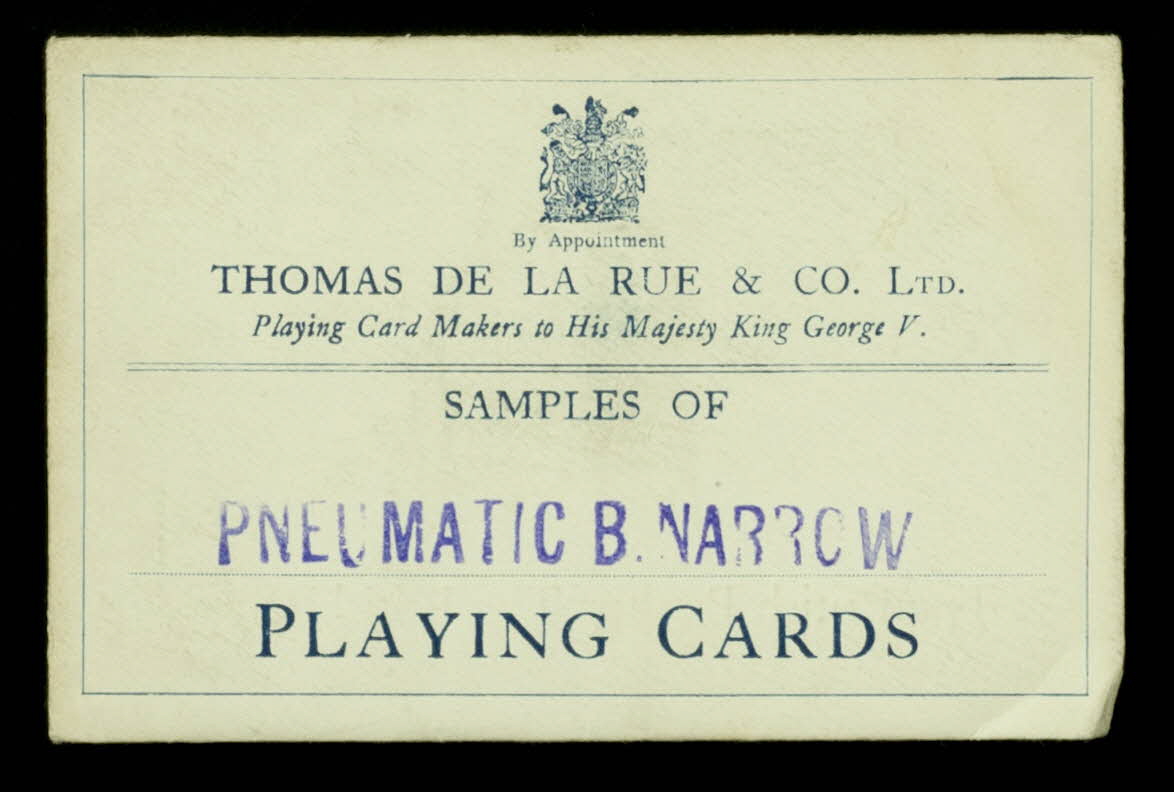 By Appointment
THOMAS DE LA RUE & CO. LTD.
Playing Card Makers to His Majesty King George V.
SAMPLES OF
PNEUMATIC B. NARROW
PLAYING CARDS